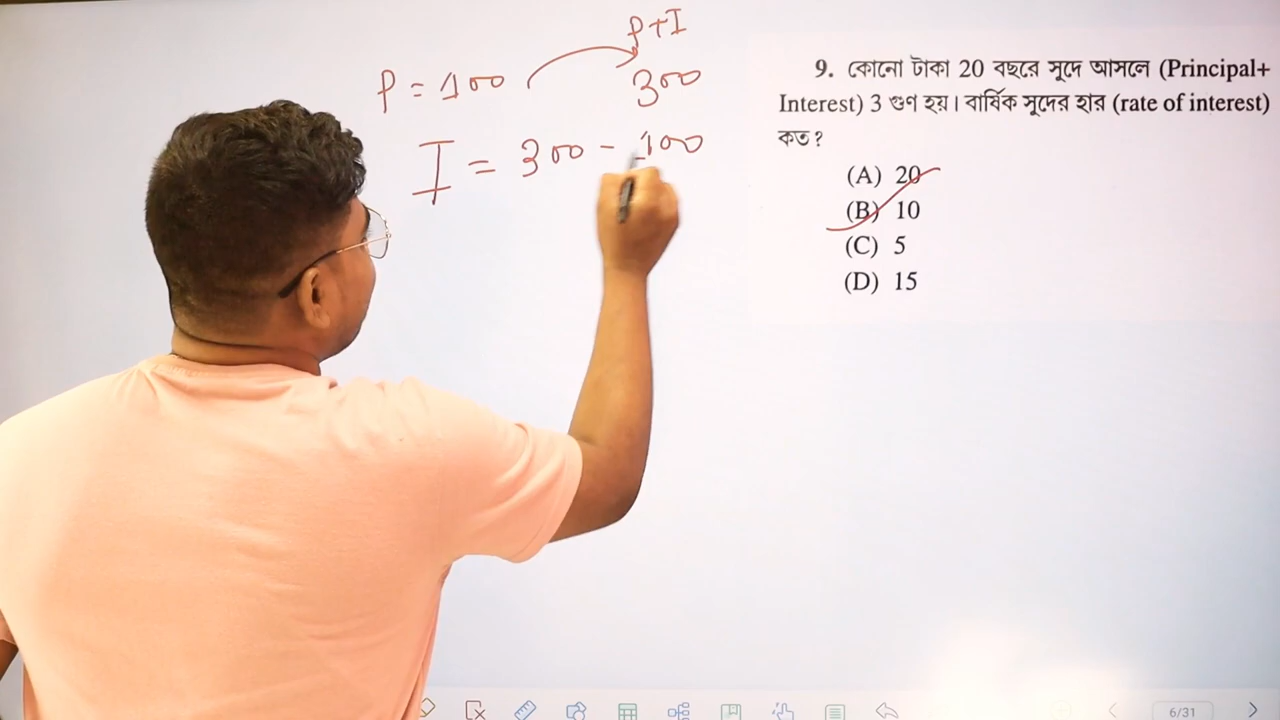 P+I
P = 100
300
I = 300 - 100
9. কোনো টাকা 20 বছরে সুদে আসলে (Principal+
Interest) 3 গুণ হয়। বার্ষিক সুদের হার (rate of interest)
কত?
(A) 20
(B) 10
(C) 5
(D) 15
6/31